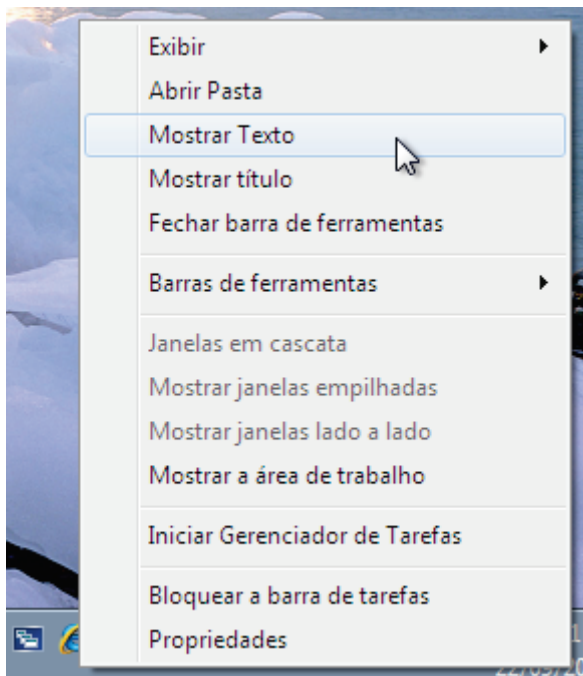 Exibir
Abrir Pasta
Mostrar Texto
Mostrar título
Fechar barra de ferramentas
Barras de ferramentas
Janelas em cascata
Mostrar janelas empilhadas
Mostrar janelas lado a lado
Mostrar a área de trabalho
Iniciar Gerenciador de Tarefas
Bloquear a barra de tarefas
Propriedades